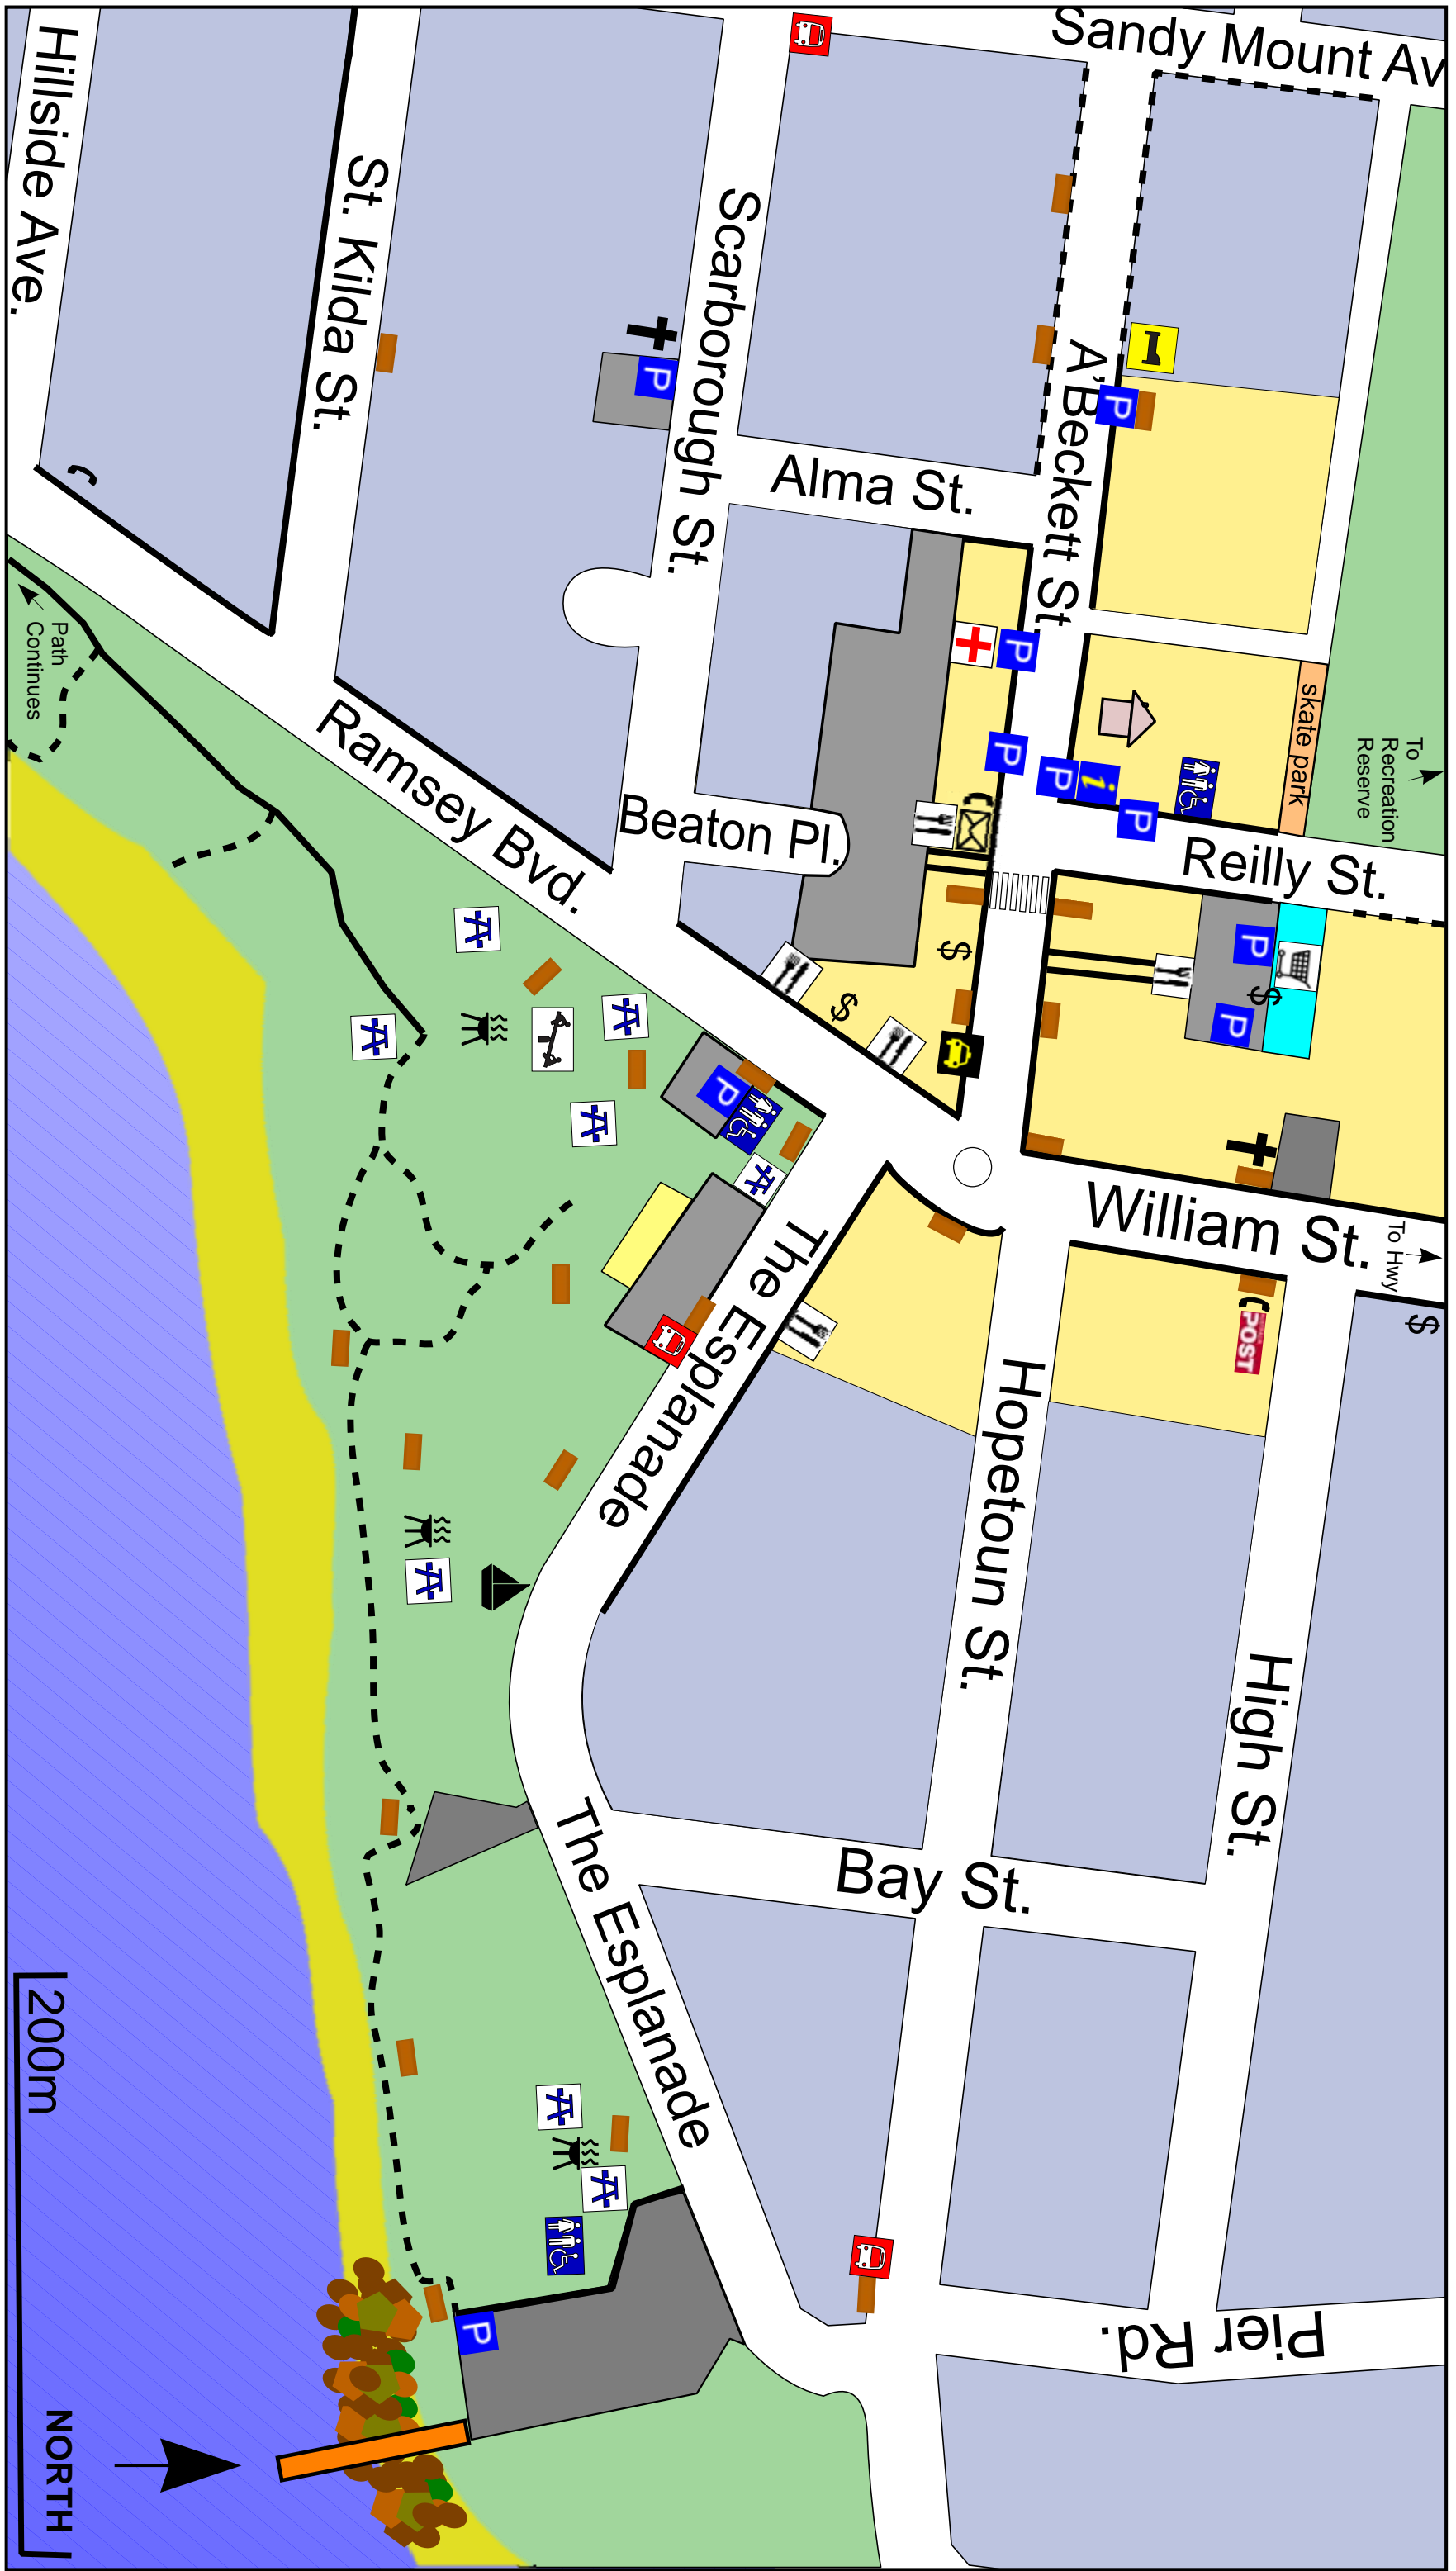 Sandy Mount Av
Hillside Ave.
St. Kilda St.
Scarborough St.
A'Beckett St
Alma St.
P
P
P
P
P
i
P
skate park
To
Recreation
Reserve
Path
Continues
Ramsey Bvd.
Beaton Pl.
Reilly St.
$
$
P
$
P
P
William St.
To Hwy
$
POST
The Esplanade
Hopetoun St.
High St.
Bay St.
The Esplanade
Pier Rd.
P
200m
NORTH